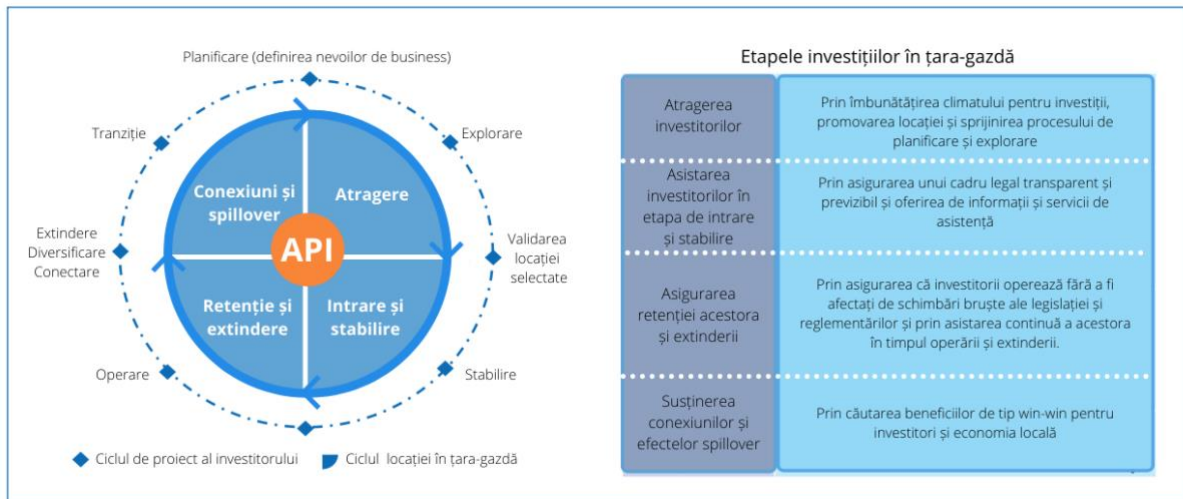 Planificare (definirea nevoilor de business)
Tranziție
Explorare
Conexiuni și
spillover
Atragere
API
Extindere
Diversificare
Conectare
Validarea
locației
selectate
Retenție și
extindere
Intrare și
stabilire
Operare
Stabilire
Ciclul de proiect al investitorului
Ciclul locației în țara-gazdă
Etapele investițiilor în țara-gazdă
Atragerea
investitorilor
Prin îmbunătățirea climatului pentru investiții,
promovarea locației și sprijinirea procesului de
planificare și explorare
Asistarea
investitorilor în
etapa de intrare
și stabilire
Prin asigurarea unui cadru legal transparent și
previzibil și oferirea de informații și servicii de
asistență
Asigurarea
retenției acestora
și extinderii
Prin asigurarea că investitorii operează fără a fi
afectați de schimbări bruște ale legislației și
reglementărilor și prin asistarea continuă a acestora
în timpul operării și extinderii.
Susținerea
conexiunilor și
efectelor spillover
Prin căutarea beneficiilor de tip win-win pentru
investitori și economia locală